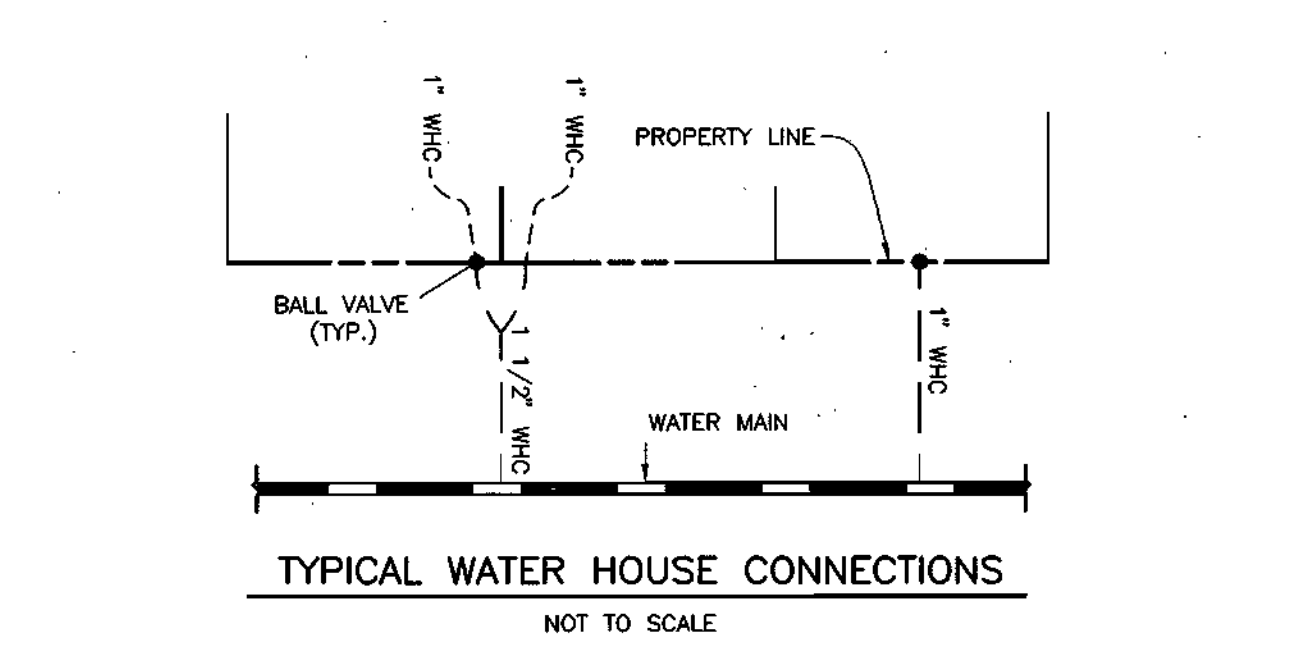 1" WHC
1" WHC
PROPERTY LINE
BALL VALVE
(TYP.)
1 1/2" WHC
1" WHC
WATER MAIN
TYPICAL WATER HOUSE CONNECTIONS
NOT TO SCALE